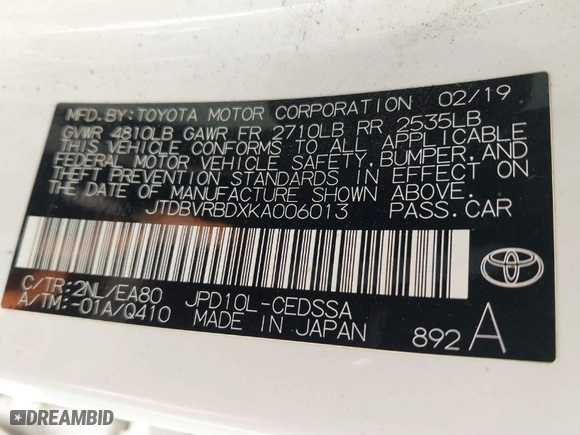 MFD.BY:TOYOTA MOTOR CORPORATION 02/19
GVWR 4810LB GAWR FR 2710LB RR 2535LB
THIS VEHICLE CONFORMS TO ALL APPLICABLE
FEDERAL MOTOR VEHICLE SAFETY,BUMPER,AND
THEFT PREVENTION STANDARDS IN EFFECT ON
THE DATE OF MANUFACTURE SHOWN ABOVE.
JTDBVRBDXKA006013 PASS.CAR
C/TR:2NL/EA80 JPD10L-CEDSSA
A/TM:-01A/Q410 MADE IN JAPAN 892 A
DREAMBID